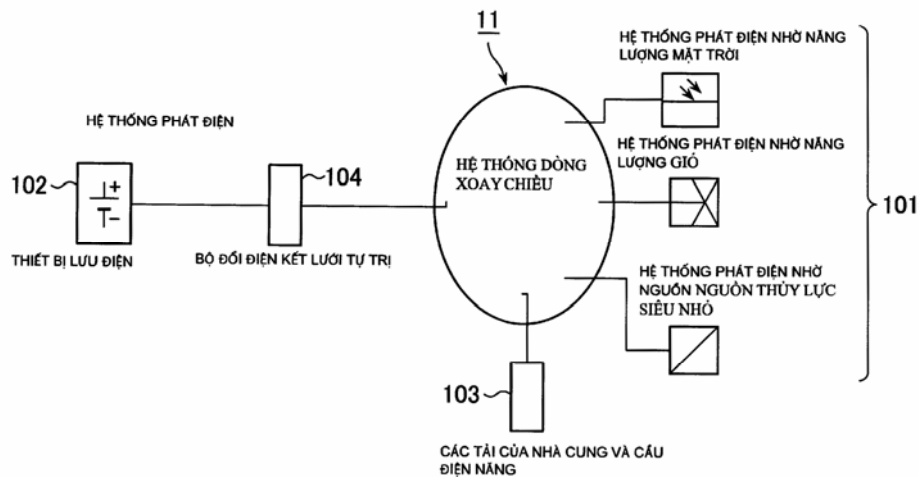 11
HỆ THỐNG PHÁT ĐIỆN NHỜ NĂNG
LƯỢNG MẶT TRỜI
HỆ THỐNG PHÁT ĐIỆN
HỆ THỐNG PHÁT ĐIỆN NHỜ NĂNG
LƯỢNG GIÓ
102
+
−
104
HỆ THỐNG DÒNG
XOAY CHIỀU
101
THIẾT BỊ LƯU ĐIỆN
BỘ ĐỔI ĐIỆN KẾT LƯỚI TỰ TRỊ
HỆ THỐNG PHÁT ĐIỆN NHỜ
NGUỒN NGUỒN THỦY LỰC
SIÊU NHỎ
103
CÁC TẢI CỦA NHÀ CUNG VÀ CẦU
ĐIỆN NĂNG